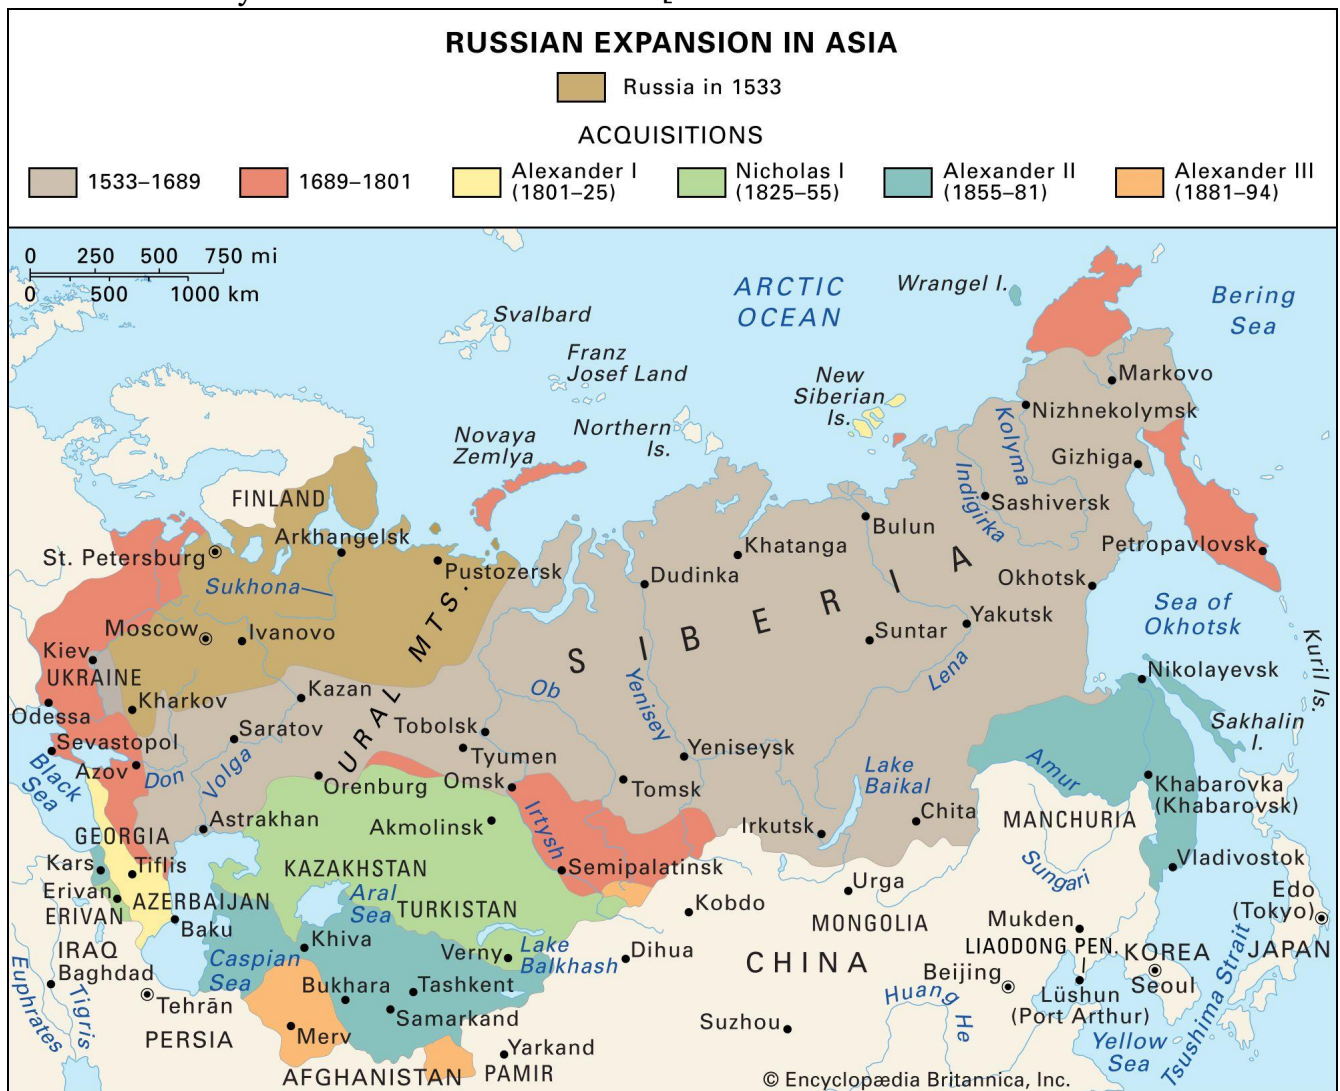 RUSSIAN EXPANSION IN ASIA
Russia in 1533
ACQUISITIONS
1533–1689
1689–1801
Alexander I
(1801–25)
Nicholas I
(1825–55)
Alexander II
(1855–81)
Alexander III
(1881–94)
0 250 500 750 mi
0 500 1000 km
ARCTIC
OCEAN
Wrangel I.
Bering
Sea
Svalbard
Franz
Josef Land
New
Siberian
Is.
Markovo
Nizhnekolymsk
Novaya
Zemlya
Northern
Is.
Kolyma
Gizhiga
Indigirka
Sashiversk
FINLAND
Arkhangelsk
St. Petersburg
Pustozersk
Sukhona
Bulun
Khatanga
Dudinka
Petropavlovsk
Okhotsk
Sea of
Okhotsk
Moscow
Ivanovo
URAL MTS.
SIBERIA
Yakutsk
Suntar
Lena
Kuril Is.
Kiev
UKRAINE
Kharkov
Kazan
Ob
Yenisey
Nikolayevsk
Odessa
Saratov
Tobolsk
Tyumen
Yeniseysk
Sakhalin
I.
Sevastopol
Black
Sea
Azov
Don
Volga
Orenburg
Omsk
Tomsk
Lake
Baikal
Amur
Khabarovka
(Khabarovsk)
Astrakhan
Akmolinsk
Irtysh
Irkutsk
Chita
MANCHURIA
GEORGIA
Kars
Tiflis
KAZAKHSTAN
Semipalatinsk
Sungari
Vladivostok
Erivan
ERIVAN
AZERBAIJAN
Baku
Aral
Sea
TURKISTAN
Kobdo
Urga
MONGOLIA
Edo
(Tokyo)
Mukden
IRAQ
Baghdad
Khiva
Verny
Lake
Balkhash
Dihua
CHINA
LIAODONG PEN.
KOREA
JAPAN
Caspian
Sea
Bukhara
Tashkent
Beijing
Seoul
Euphrates
Tigris
Tehrān
Samarkand
Huang
He
Lüshun
(Port Arthur)
Tsushima Strait
PERSIA
Merv
Suzhou
Yarkand
Yellow
Sea
AFGHANISTAN
PAMIR
© Encyclopædia Britannica, Inc.